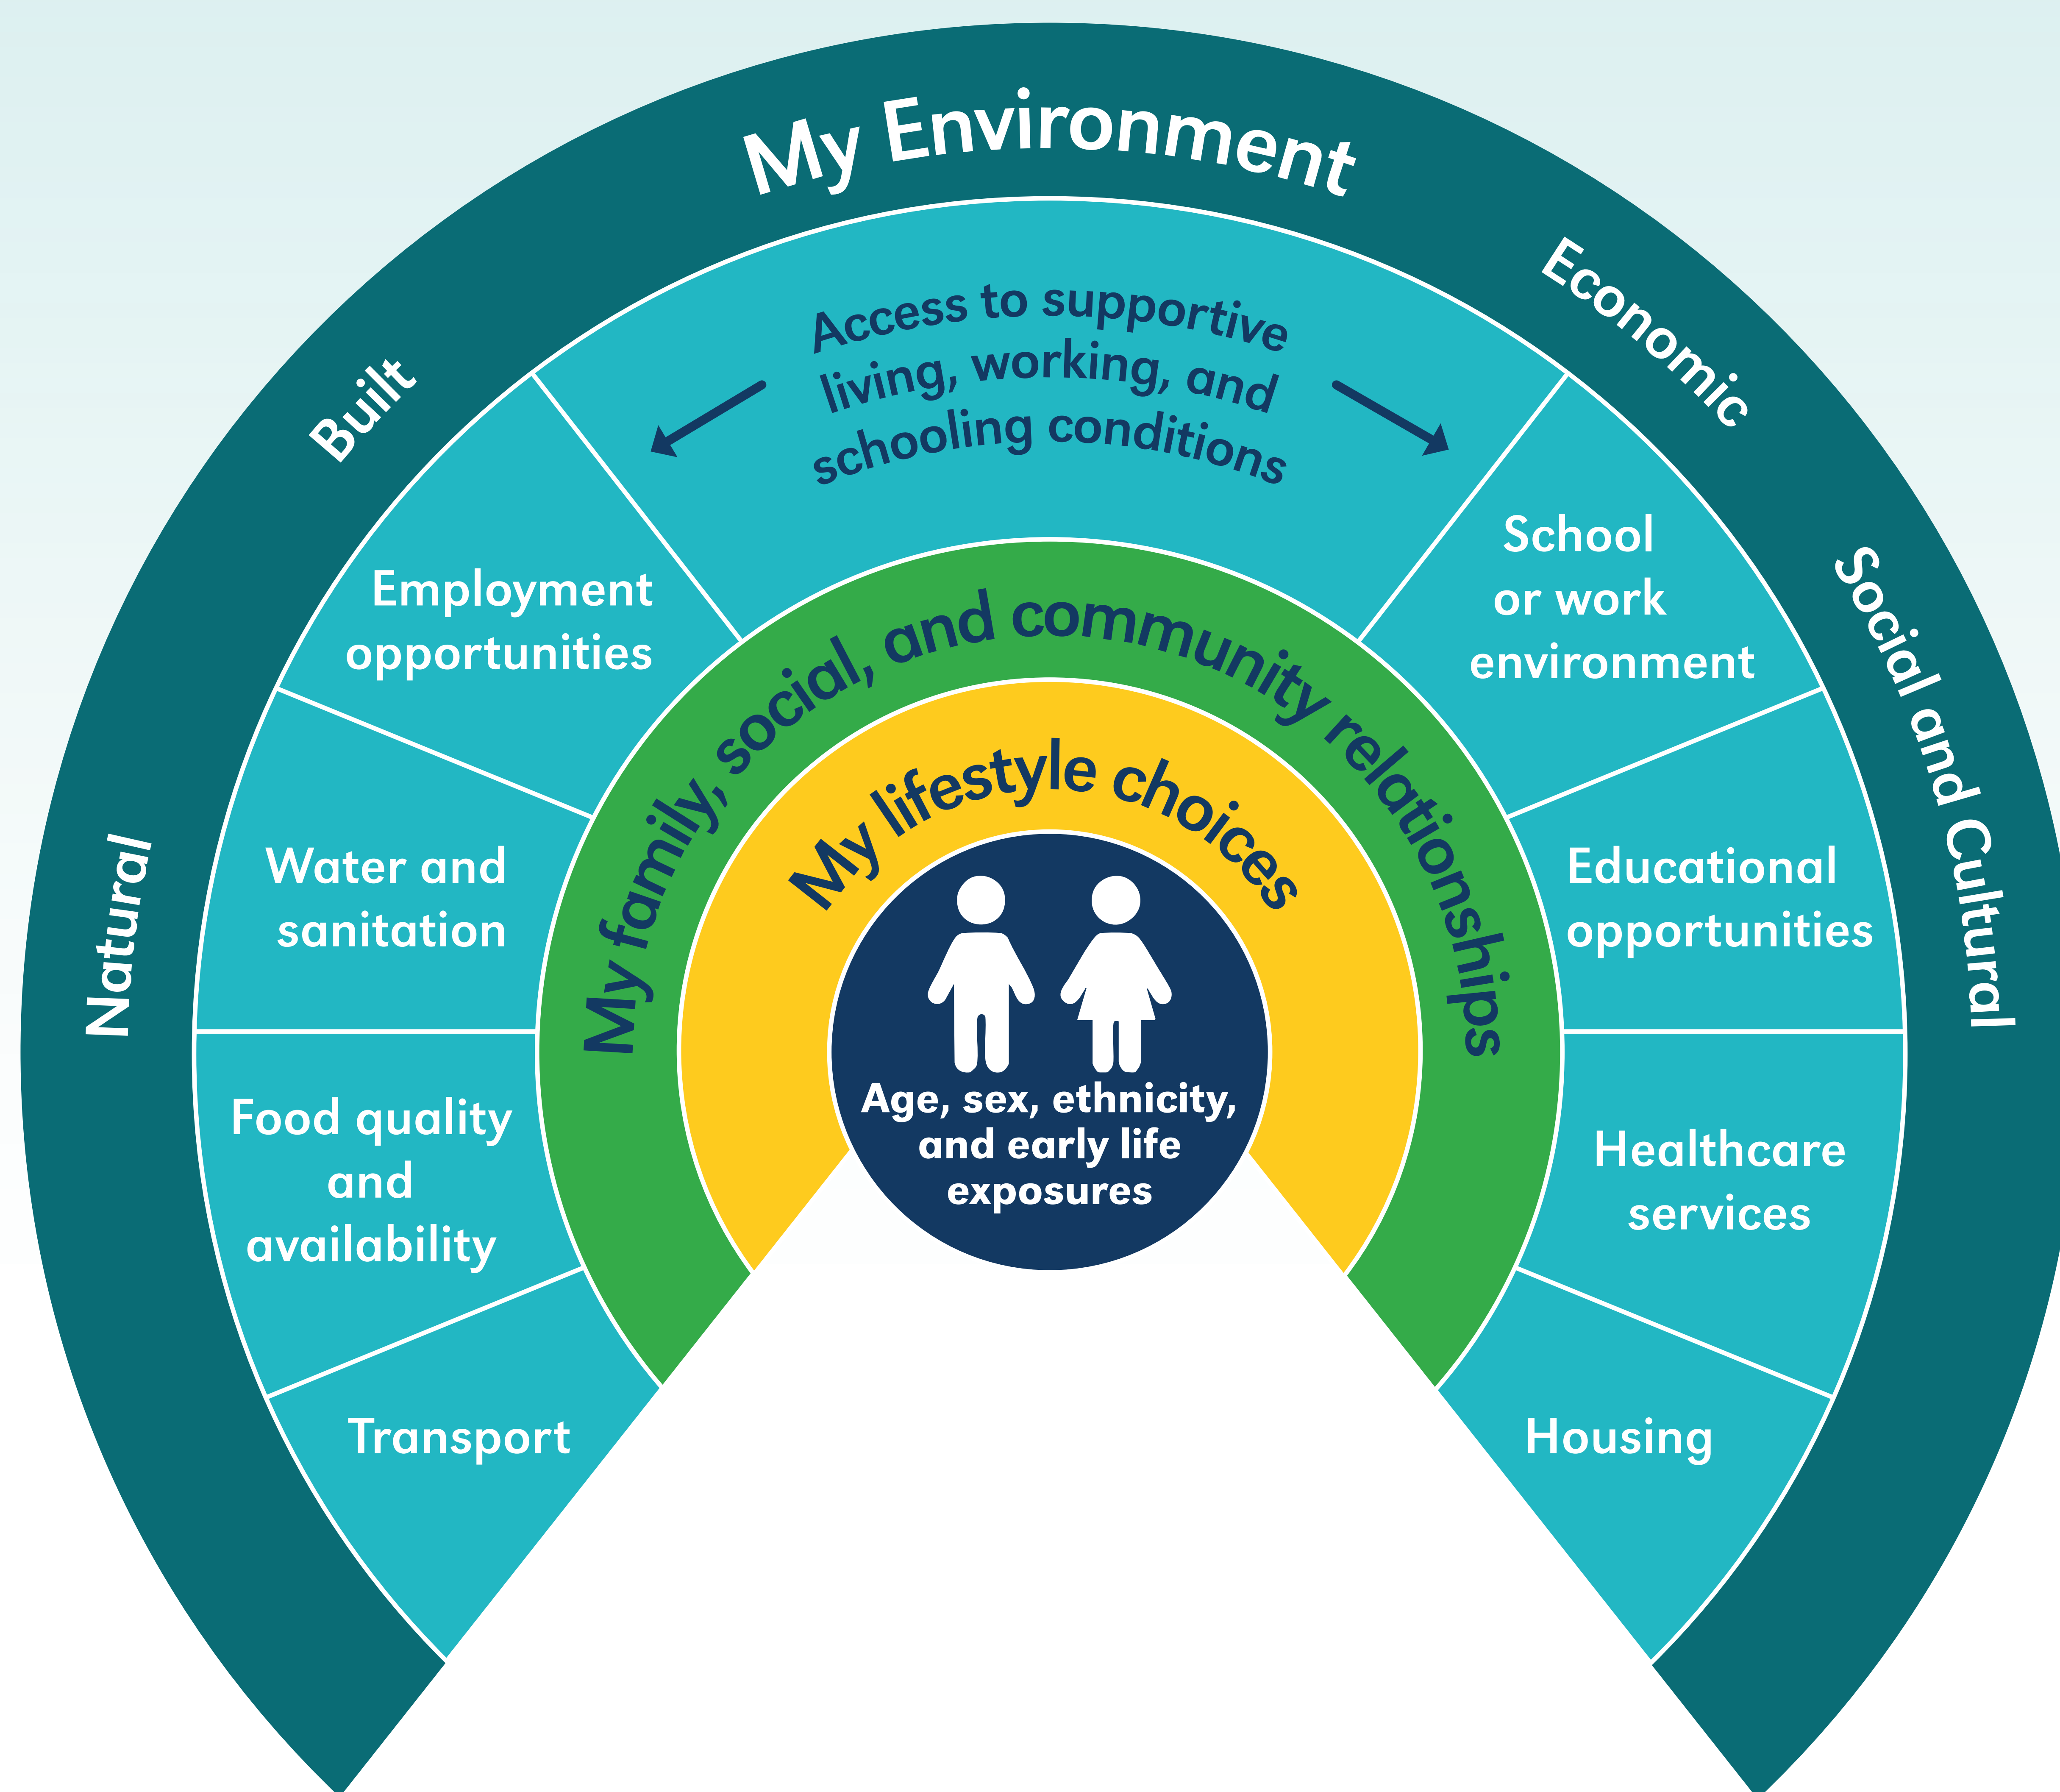 My Environment
Natural
Built
Economic
Social and Cultural
Access to supportive
living, working, and
schooling conditions
Employment
opportunities
Water and
sanitation
Food quality
and
availability
Transport
School
or work
environment
Educational
opportunities
Healthcare
services
Housing
My family, social, and community relationships
My lifestyle choices
Age, sex, ethnicity,
and early life
exposures